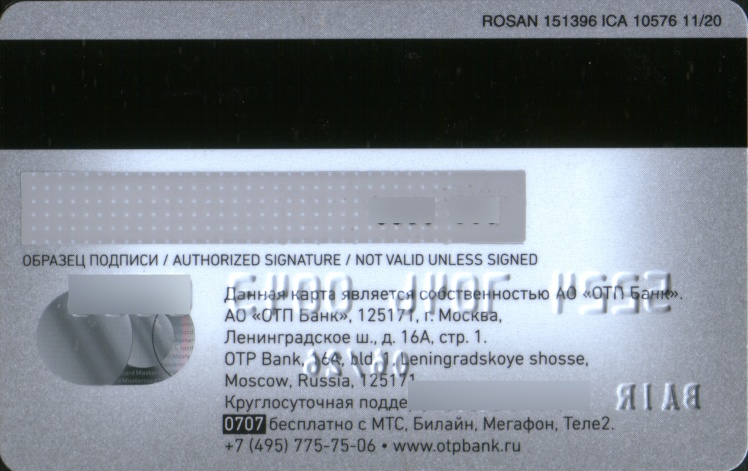 ROSAN 151396 ICA 10576 11/20
ОБРАЗЕЦ ПОДПИСИ / AUTHORIZED SIGNATURE / NOT VALID UNLESS SIGNED
Данная карта является собственностью АО «ОТП Банк».
АО «ОТП Банк», 125171, г. Москва,
Ленинградское ш., д. 16А, стр. 1.
OTP Bank, 16A, bld. 1, Leningradskoye shosse,
Moscow, Russia, 125171
Круглосуточная
0707 бесплатно с МТС, Билайн, Мегафон, Теле2.
+7 (495) 775-75-06 • www.otpbank.ru
BAIR